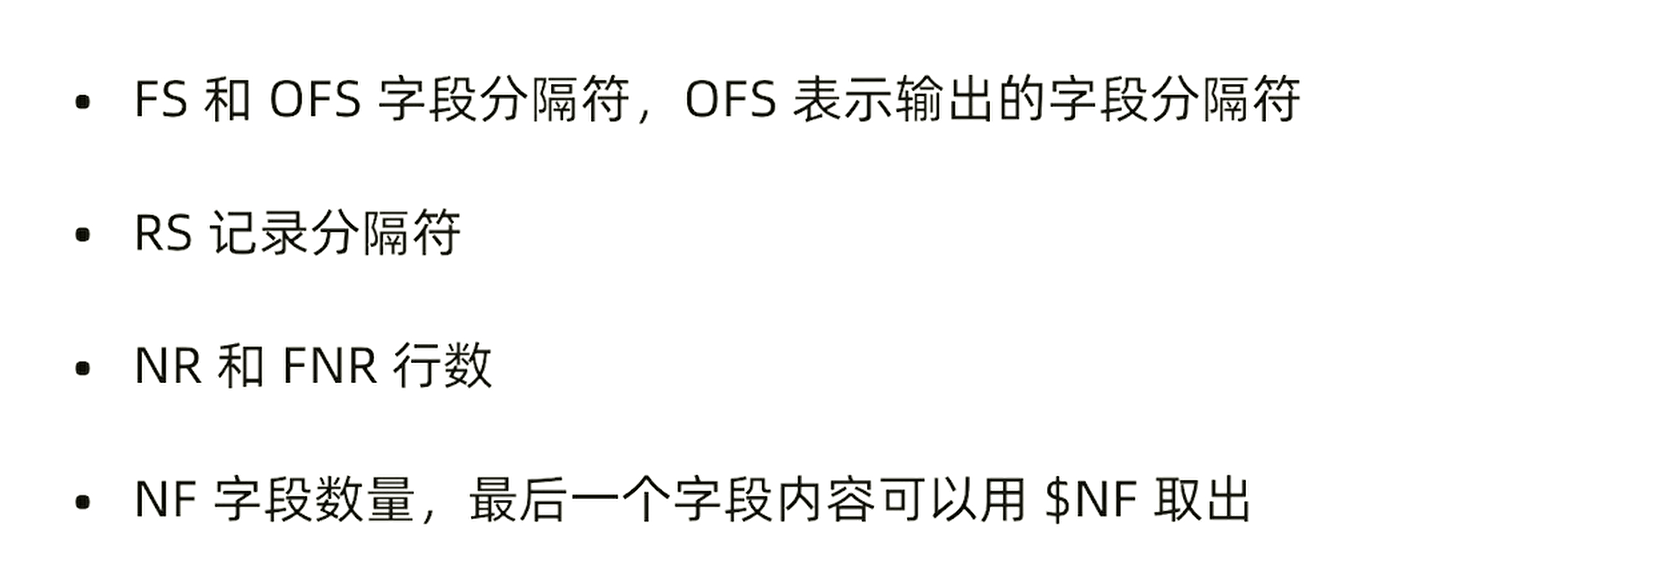 • FS 和 OFS 字段分隔符，OFS 表示输出的字段分隔符
• RS 记录分隔符
• NR 和 FNR 行数
• NF 字段数量，最后一个字段内容可以用 $NF 取出